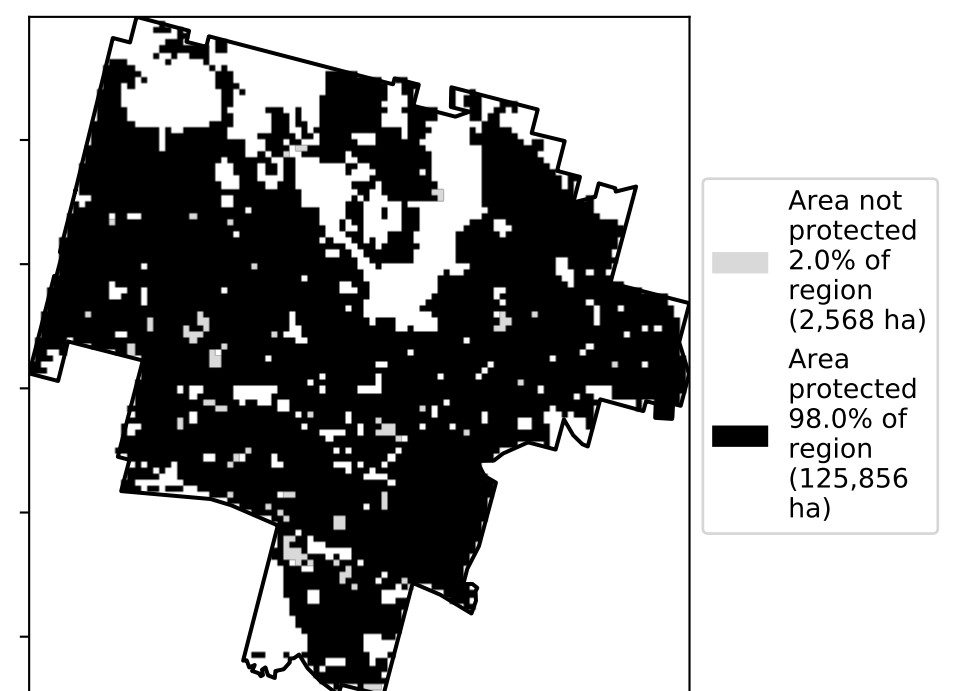 Area not
protected
2.0% of
region
(2,568 ha)
Area
protected
98.0% of
region
(125,856
ha)